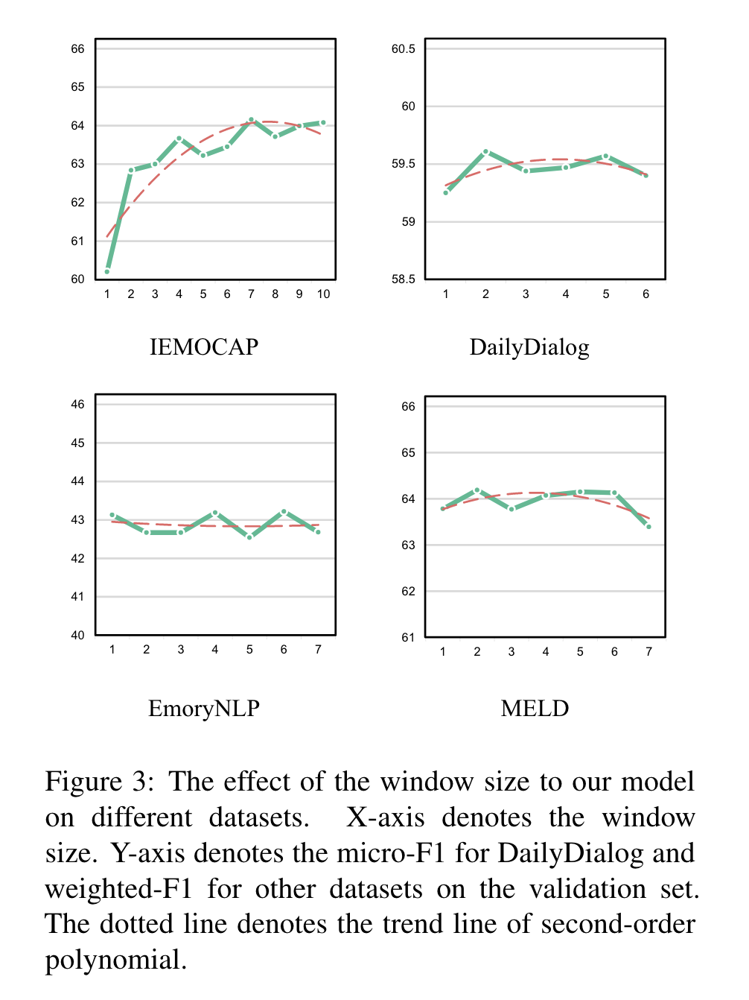 66
65
64
63
62
61
60
1 2 3 4 5 6 7 8 9 10
IEMOCAP
60.5
60
59.5
59
58.5
1 2 3 4 5 6
DailyDialog
46
45
44
43
42
41
40
1 2 3 4 5 6 7
EmoryNLP
66
65
64
63
62
61
1 2 3 4 5 6 7
MELD
Figure 3: The effect of the window size to our model
on different datasets. X-axis denotes the window
size. Y-axis denotes the micro-F1 for DailyDialog and
weighted-F1 for other datasets on the validation set.
The dotted line denotes the trend line of second-order
polynomial.